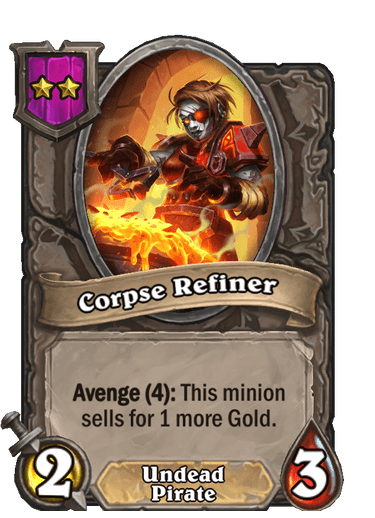 Corpse Refiner
Avenge (4): This minion
sells for 1 more Gold.
2
Undead
Pirate
3